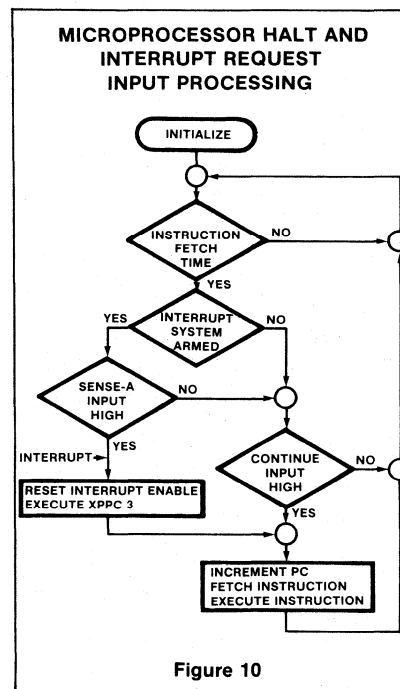 MICROPROCESSOR HALT AND
INTERRUPT REQUEST
INPUT PROCESSING
INITIALIZE
INSTRUCTION
FETCH
TIME
NO
YES
INTERRUPT
SYSTEM
ARMED
YES
NO
SENSE-A
INPUT
HIGH
NO
YES
INTERRUPT
CONTINUE
INPUT
HIGH
NO
YES
RESET INTERRUPT ENABLE
EXECUTE XPPC 3
INCREMENT PC
FETCH INSTRUCTION
EXECUTE INSTRUCTION
Figure 10